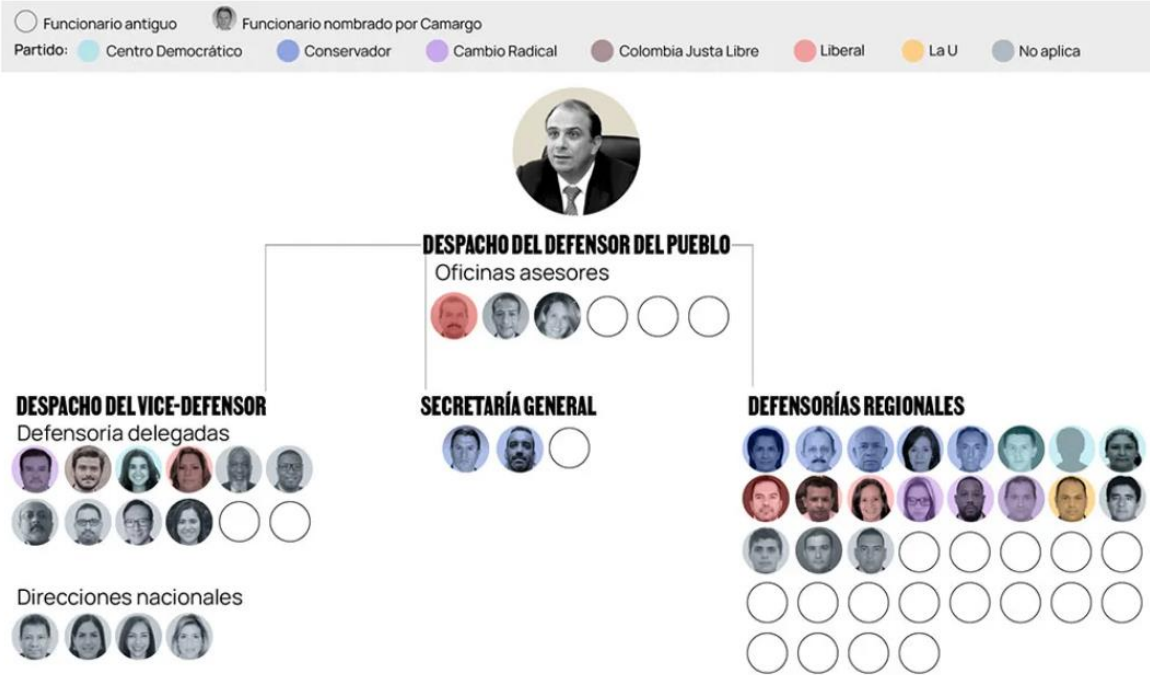 Funcionario antiguo Funcionario nombrado por Camargo
Partido: Centro Democrático Conservador Cambio Radical Colombia Justa Libre Liberal La U No aplica
DESPACHO DEL DEFENSOR DEL PUEBLO
Oficinas asesores
DESPACHO DEL VICE-DEFENSOR
Defensoria delegadas
SECRETARÍA GENERAL
DEFENSORÍAS REGIONALES
Direcciones nacionales